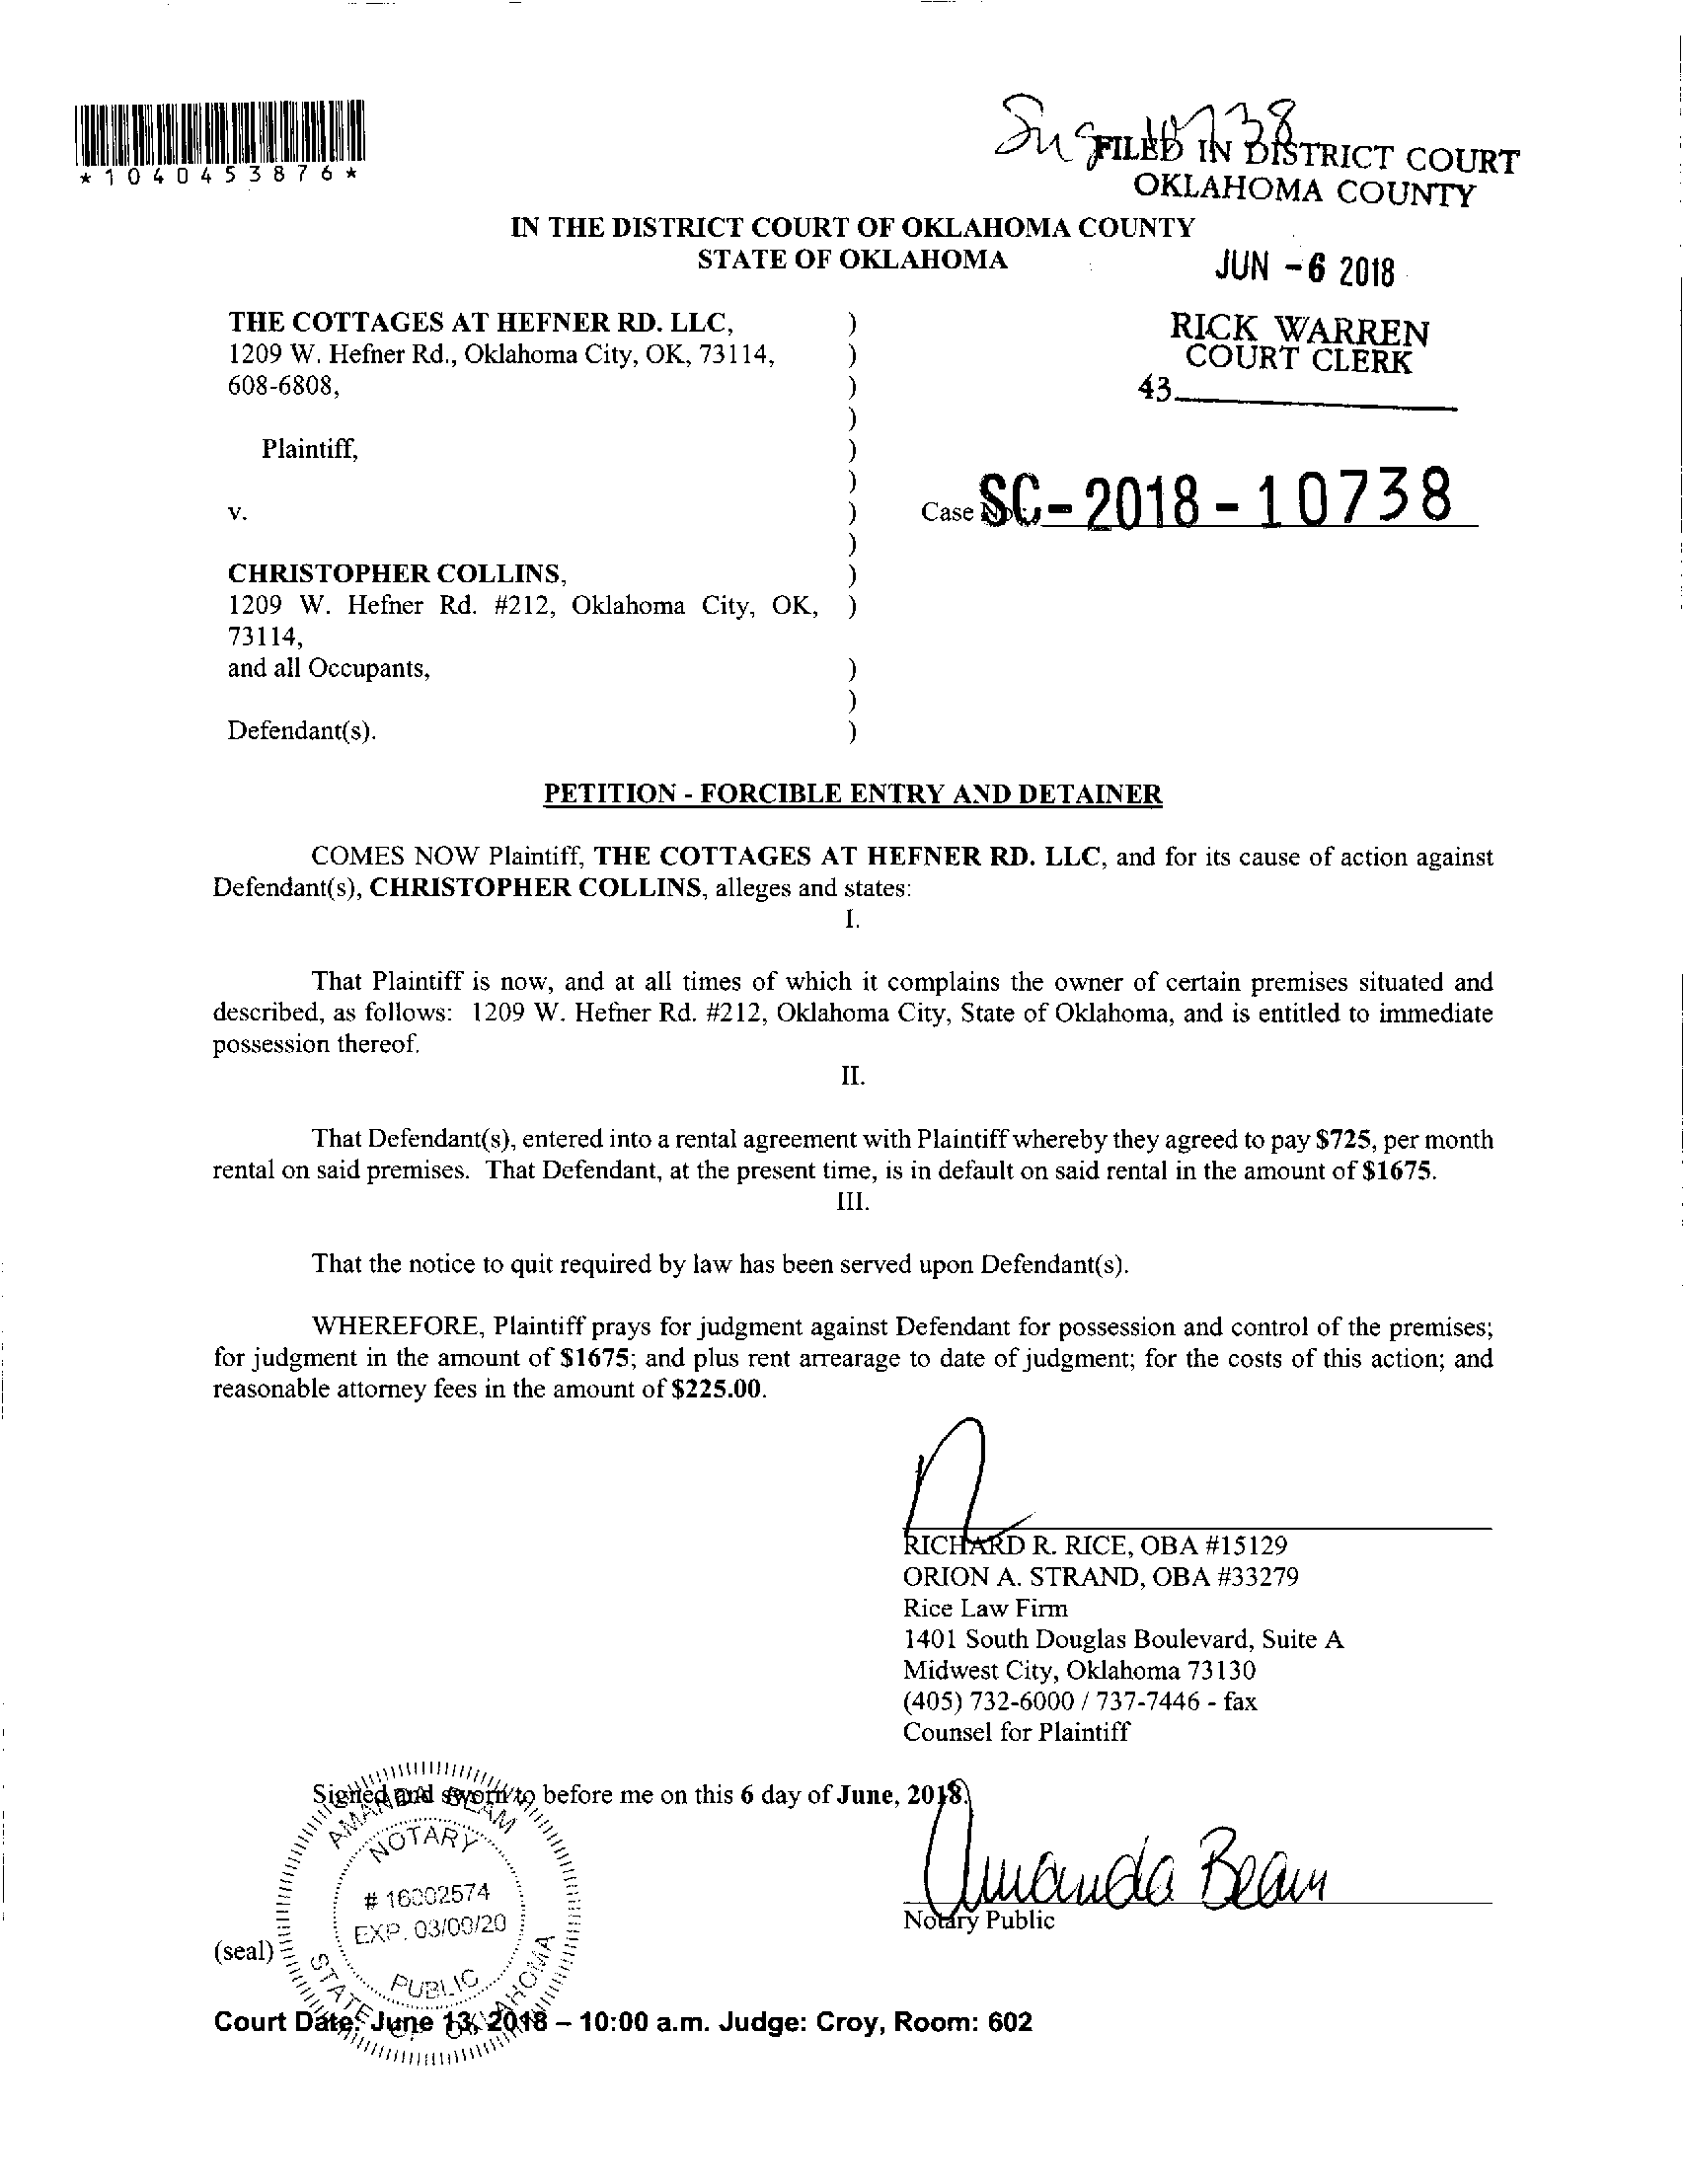 *1040453876*
10738
FILED IN DISTRICT COURT
OKLAHOMA COUNTY
IN THE DISTRICT COURT OF OKLAHOMA COUNTY
STATE OF OKLAHOMA
JUN -6 2018
RICK WARREN
COURT CLERK
43
THE COTTAGES AT HEFNER RD. LLC, )
1209 W. Hefner Rd., Oklahoma City, OK, 73114, )
608-6808, )
)
Plaintiff, )
)
v. )
Case No.: SC-2018-10738
)
CHRISTOPHER COLLINS, )
1209 W. Hefner Rd. #212, Oklahoma City, OK, )
73114,
and all Occupants, )
)
Defendant(s). )
PETITION - FORCIBLE ENTRY AND DETAINER
COMES NOW Plaintiff, THE COTTAGES AT HEFNER RD. LLC, and for its cause of action against
Defendant(s), CHRISTOPHER COLLINS, alleges and states:
I.
That Plaintiff is now, and at all times of which it complains the owner of certain premises situated and
described, as follows: 1209 W. Hefner Rd. #212, Oklahoma City, State of Oklahoma, and is entitled to immediate
possession thereof.
II.
That Defendant(s), entered into a rental agreement with Plaintiff whereby they agreed to pay $725, per month
rental on said premises. That Defendant, at the present time, is in default on said rental in the amount of $1675.
III.
That the notice to quit required by law has been served upon Defendant(s).
WHEREFORE, Plaintiff prays for judgment against Defendant for possession and control of the premises;
for judgment in the amount of $1675; and plus rent arrearage to date of judgment; for the costs of this action; and
reasonable attorney fees in the amount of $225.00.
RICHARD R. RICE, OBA #15129
ORION A. STRAND, OBA #33279
Rice Law Firm
1401 South Douglas Boulevard, Suite A
Midwest City, Oklahoma 73130
(405) 732-6000 / 737-7446 - fax
Counsel for Plaintiff
Signed and sworn to before me on this 6 day of June, 2018.
AMANDA BEAM
NOTARY
# 16002574
EXP. 03/09/20
PUBLIC
STATE OF OKLAHOMA
Amanda Beam
Notary Public
(seal)
Court Date: June 13, 2018 – 10:00 a.m. Judge: Croy, Room: 602